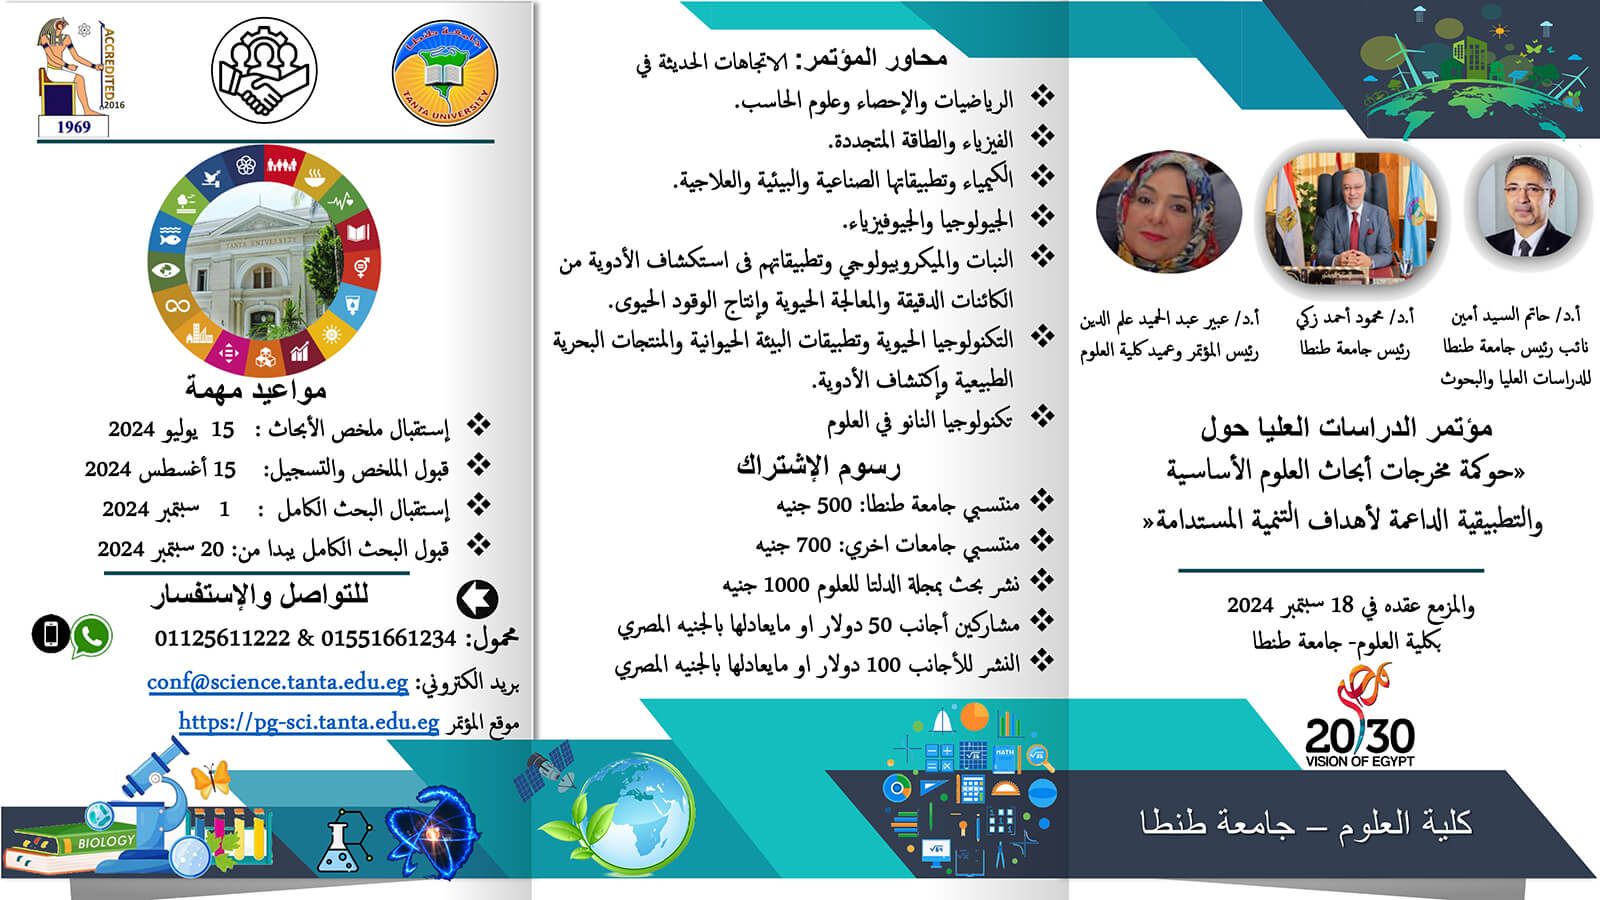 أ.د/ حاتم السيد أمين
نائب رئيس جامعة طنطا
للدراسات العليا والبحوث
أ.د/ محمود أحمد زكي
رئيس جامعة طنطا
أ.د/ عبير عبد الحميد علم الدين
رئيس المؤتمر وعميد كلية العلوم
مؤتمر الدراسات العليا حول
«حوكمة مخرجات أبحاث العلوم الأساسية
والتطبيقية الداعمة لأهداف التنمية المستدامة«
والمزمع عقده في 18 سبتمبر 2024
بكلية العلوم- جامعة طنطا
2030
VISION OF EGYPT
كلية العلوم – جامعة طنطا
محاور المؤتمر: الاتجاهات الحديثة في
❖ الرياضيات والإحصاء وعلوم الحاسب.
❖ الفيزياء والطاقة المتجددة.
❖ الكيمياء وتطبيقاتها الصناعية والبيئية والعلاجية.
❖ الجيولوجيا والجيوفيزياء.
❖ النبات والميكروبيولوجي وتطبيقاتهم فى استكشاف الأدوية من
الكائنات الدقيقة والمعالجة الحيوية وإنتاج الوقود الحيوى.
❖ التكنولوجيا الحيوية وتطبيقات البيئة الحيوانية والمنتجات البحرية
الطبيعية وإكتشاف الأدوية.
❖ تكنولوجيا النانو في العلوم
رسوم الإشتراك
❖ منتسبي جامعة طنطا: 500 جنيه
❖ منتسبي جامعات اخري: 700 جنيه
❖ نشر بحث بمجلة الدلتا للعلوم 1000 جنيه
❖ مشاركين أجانب 50 دولار او مايعادلها بالجنيه المصري
❖ النشر للأجانب 100 دولار او مايعادلها بالجنيه المصري
MATH
جامعة طنطا
TANTA UNIVERSITY
ACCREDITED
2016
1969
TANTA UNIVERSITY
مواعيد مهمة
❖ إستقبال ملخص الأبحاث : 15 يوليو 2024
❖ قبول الملخص والتسجيل: 15 أغسطس 2024
❖ إستقبال البحث الكامل : 1 سبتمبر 2024
❖ قبول البحث الكامل يبدا من: 20 سبتمبر 2024
للتواصل والإستفسار
محمول: 01551661234 & 01125611222
بريد الكتروني: conf@science.tanta.edu.eg
موقع المؤتمر https://pg-sci.tanta.edu.eg
BIOLOGY